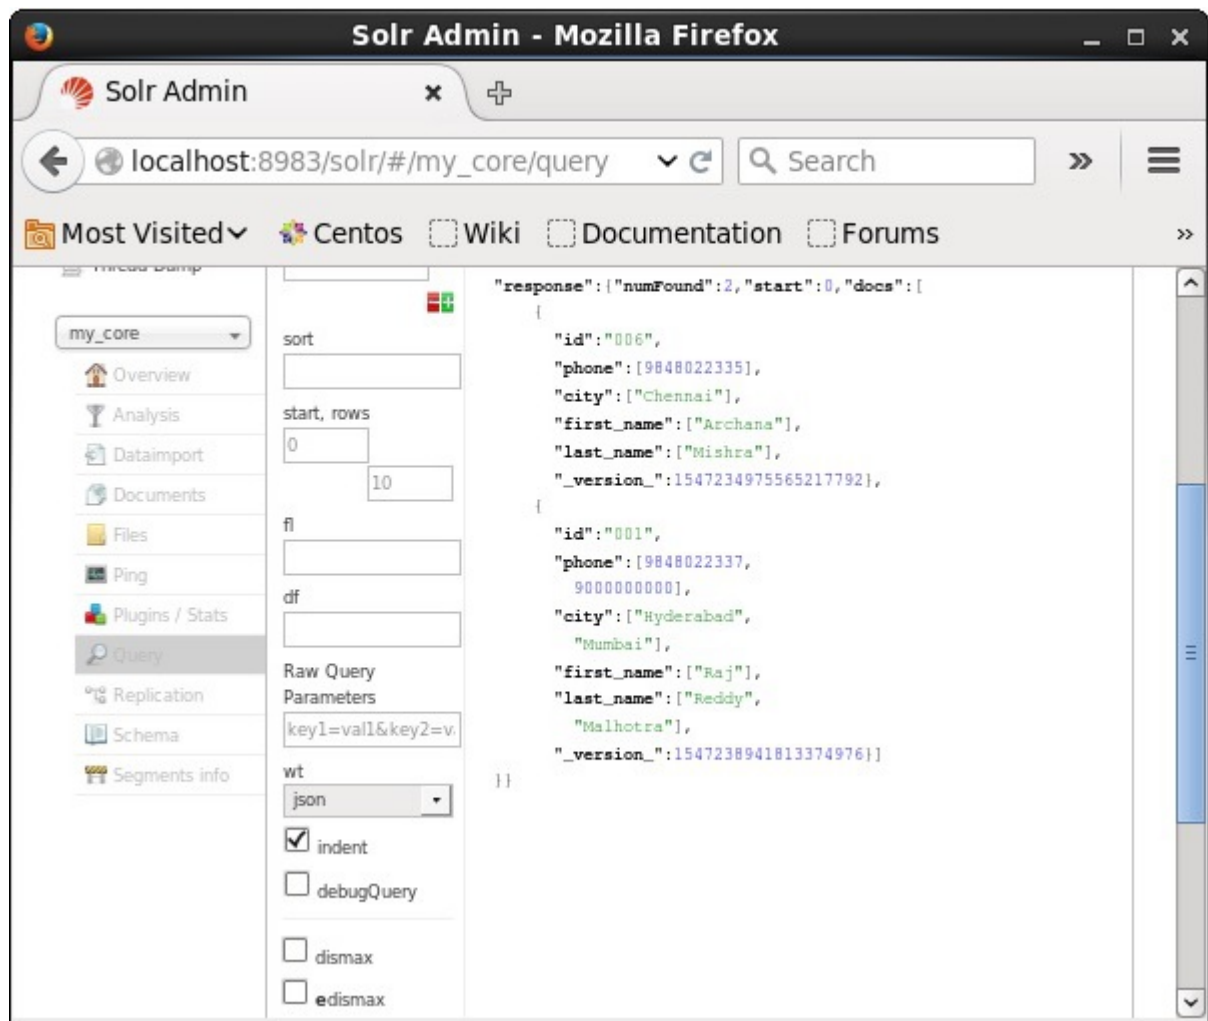 Solr Admin - Mozilla Firefox
Solr Admin
localhost:8983/solr/#/my_core/query
Search
Most Visited
Centos
Wiki
Documentation
Forums
Thread Dump
my_core
Overview
Analysis
Dataimport
Documents
Files
Ping
Plugins / Stats
Query
Replication
Schema
Segments info
sort
start, rows
0
10
fl
df
Raw Query
Parameters
key1=val1&key2=v
wt
json
indent
debugQuery
dismax
edismax
"response":{"numFound":2,"start":0,"docs":[
{
"id":"006",
"phone":[9848022335],
"city":["Chennai"],
"first_name":["Archana"],
"last_name":["Mishra"],
"_version_":1547234975565217792},
{
"id":"001",
"phone":[9848022337,
9000000000],
"city":["Hyderabad",
"Mumbai"],
"first_name":["Raj"],
"last_name":["Reddy",
"Malhotra"],
"_version_":1547238941813374976}]
}}